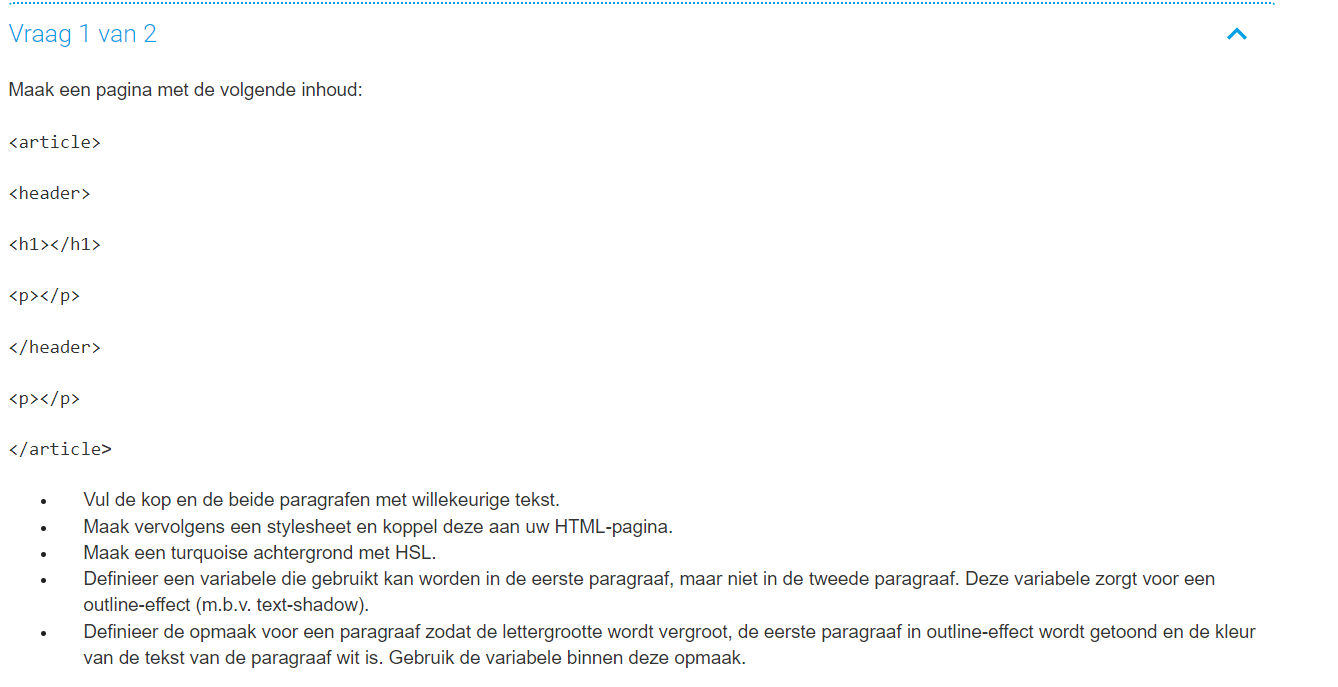 Vraag 1 van 2
Maak een pagina met de volgende inhoud:
<article>
<header>
<h1></h1>
<p></p>
</header>
<p></p>
</article>
• Vul de kop en de beide paragrafen met willekeurige tekst.
• Maak vervolgens een stylesheet en koppel deze aan uw HTML-pagina.
• Maak een turquoise achtergrond met HSL.
• Definieer een variabele die gebruikt kan worden in de eerste paragraaf, maar niet in de tweede paragraaf. Deze variabele zorgt voor een
outline-effect (m.b.v. text-shadow).
• Definieer de opmaak voor een paragraaf zodat de lettergrootte wordt vergroot, de eerste paragraaf in outline-effect wordt getoond en de kleur
van de tekst van de paragraaf wit is. Gebruik de variabele binnen deze opmaak.